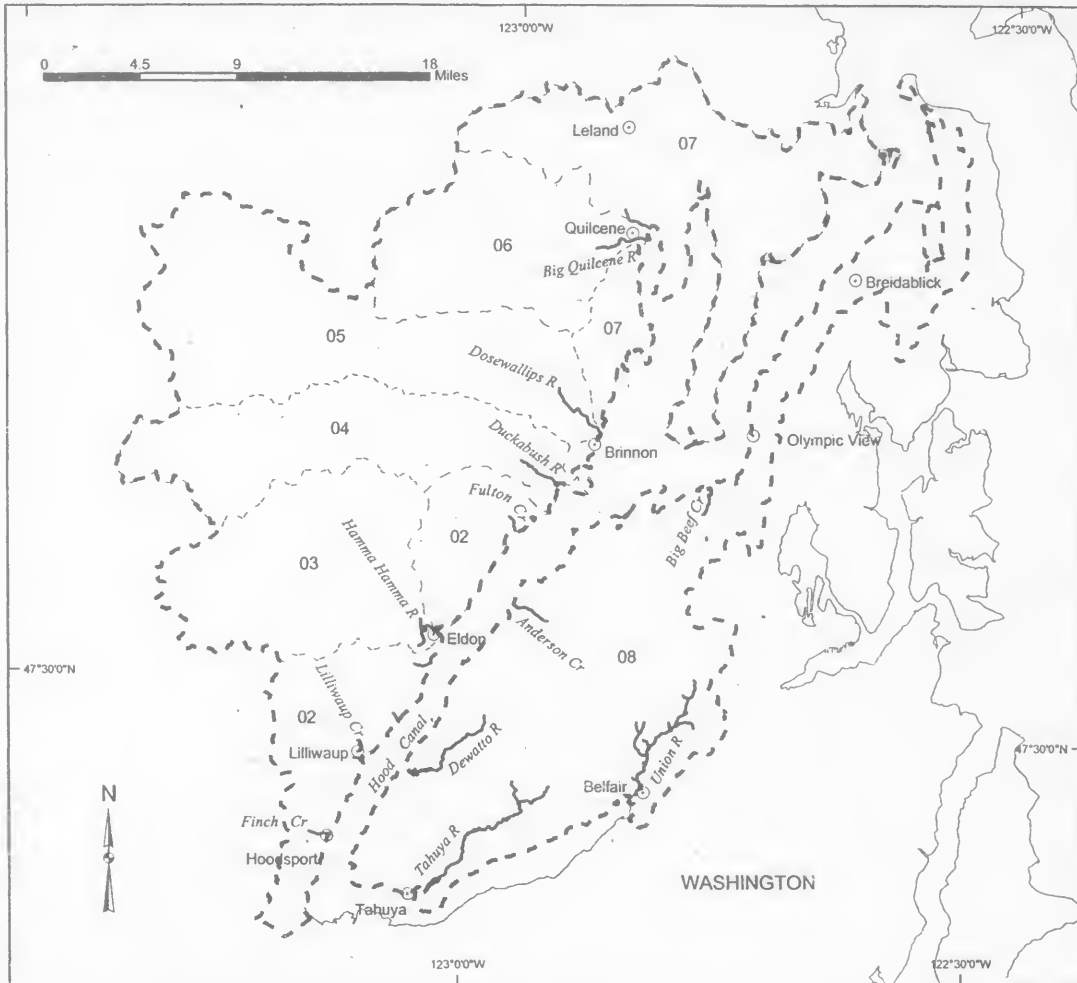 123°0'0"W
122°30'0"W
0 4.5 9 18
Miles
Leland
07
Quilcene
06
Big Quilcene R
Breidablick
05
07
Dosewallips R
04
Brinnon
Olympic View
Duckabush R
Fulton Cr
02
Big Beef Cr
Hamma Hamma R
03
Eldon
Anderson Cr
47°30'0"N
08
Lilliwaup Cr
02
Hood Canal
Lilliwaup
Dewatto R
47°30'0"N
Union R
Belfair
N
Finch Cr
Hoodsport
Tahuya R
WASHINGTON
Tahuya
123°0'0"W
122°30'0"W